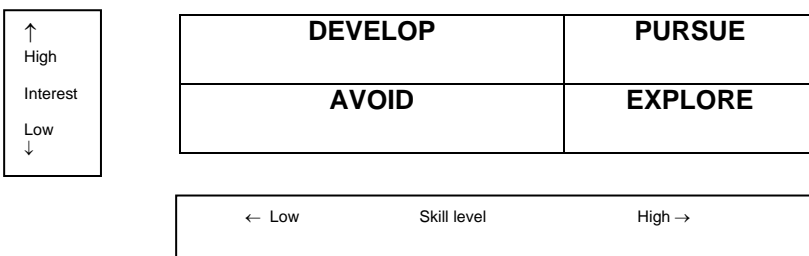 ↑
High
Interest
Low
↓
DEVELOP PURSUE
AVOID EXPLORE
← Low Skill level High →